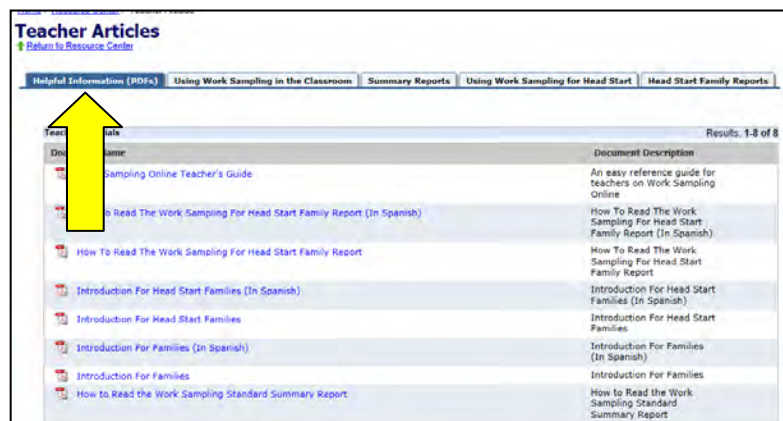 Teacher Articles
Return to Resource Center
Helpful Information (PDFs) Using Work Sampling in the Classroom Summary Reports Using Work Sampling for Head Start Head Start Family Reports
Results. 1-8 of 8
Document Description
Sampling Online Teacher's Guide An easy reference guide for
teachers on Work Sampling
Online
Read The Work Sampling For Head Start Family Report (In Spanish) How To Read The Work
Sampling For Head Start
Family Report (In Spanish)
How To Read The Work Sampling For Head Start Family Report How To Read The Work
Sampling For Head Start
Family Report
Introduction For Head Start Families (In Spanish) Introduction For Head Start
Families (In Spanish)
Introduction For Head Start Families Introduction For Head Start
Families
Introduction For Families (In Spanish) Introduction For Families
(In Spanish)
Introduction For Families Introduction For Families
How to Read the Work Sampling Standard Summary Report How to Read the Work
Sampling Standard
Summary Report